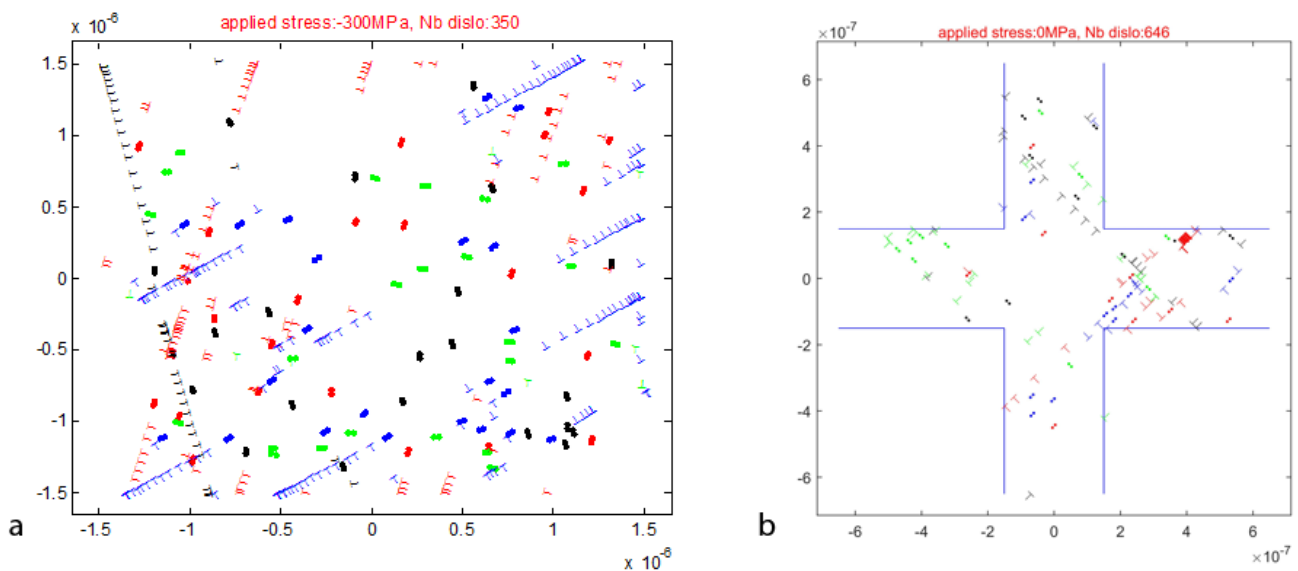 x 10⁻⁶
applied stress:-300MPa, Nb dislo:350
1.5
1
0.5
0
-0.5
-1
-1.5
-1.5 -1 -0.5 0 0.5 1 1.5
x 10⁻⁶
a
×10⁻⁷
applied stress:0MPa, Nb dislo:646
6
4
2
0
-2
-4
-6
-6 -4 -2 0 2 4 6
×10⁻⁷
b